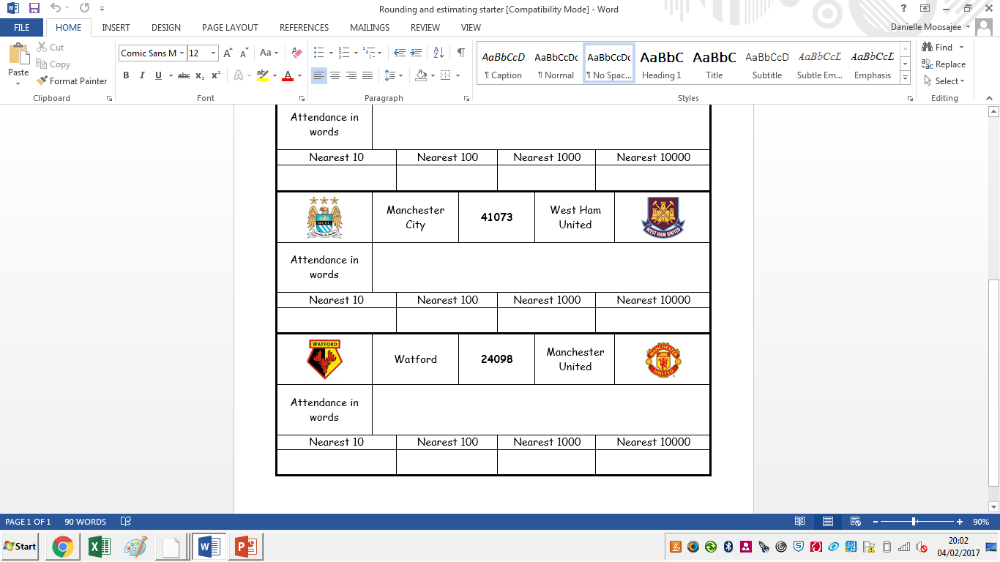 Rounding and estimating starter [Compatibility Mode] - Word
FILE HOME INSERT DESIGN PAGE LAYOUT REFERENCES MAILINGS REVIEW VIEW
Danielle Moosajee
Paste
Cut
Copy
Format Painter
Comic Sans M 12
Aa
B I U abc x₂ x² A A
AaBbCcD AaBbCcDc AaBbCcDc AaBbC AaBbC AaBbCcD AaBbCcL AaBbCcL
¶ Caption ¶ Normal ¶ No Spac... Heading 1 Title Subtitle Subtle Em... Emphasis
Find
Replace
Select
Clipboard Font Paragraph Styles Editing
Attendance in
words
Nearest 10 Nearest 100 Nearest 1000 Nearest 10000
Manchester
City
41073
West Ham
United
WEST HAM UNITED
Attendance in
words
Nearest 10 Nearest 100 Nearest 1000 Nearest 10000
WATFORD
Watford
24098
Manchester
United
MANCHESTER
UNITED
Attendance in
words
Nearest 10 Nearest 100 Nearest 1000 Nearest 10000
PAGE 1 OF 1 90 WORDS
90%
Start
20:02
04/02/2017